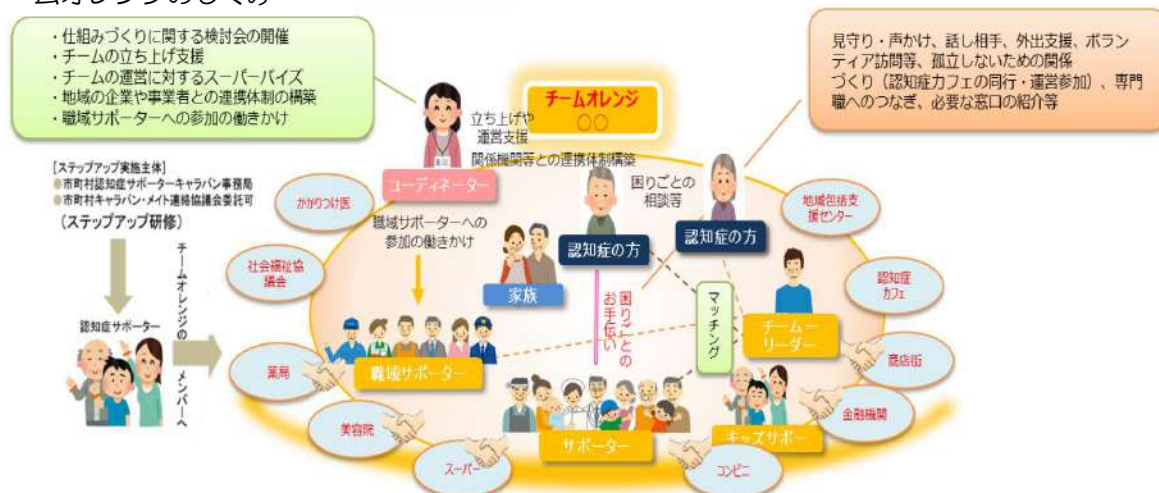 ムオレンジのしくみ
・仕組みづくりに関する検討会の開催
・チームの立ち上げ支援
・チームの運営に対するスーパーバイズ
・地域の企業や事業者との連携体制の構築
・職域サポーターへの参加の働きかけ
チームオレンジ
〇〇
見守り・声かけ、話し相手、外出支援、ボラン
ティア訪問等、孤立しないための関係
づくり（認知症カフェの同行・運営参加）、専門
職へのつなぎ、必要な窓口の紹介等
立ち上げや
運営支援
関係機関等との連携体制構築
コーディネーター
[ステップアップ実施主体]
●市町村認知症サポーターキャラバン事務局
●市町村キャラバン・メイト連絡協議会委託可
(ステップアップ研修)
チームオレンジの
メンバーへ
認知症サポーター
かかりつけ医
社会福祉協
議会
薬局
美容院
スーパー
コンビニ
金融機関
商店街
認知症
カフェ
地域包括支
援センター
職域サポーターへの
参加の働きかけ
困りごとの
相談等
認知症の方
認知症の方
家族
困りごとの
お手伝い
マッチング
チームー
リーダー
職域サポーター
サポーター
キッズサポー